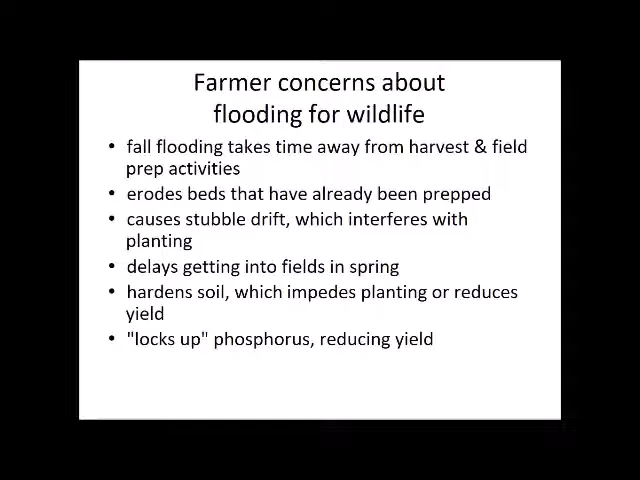 Farmer concerns about
flooding for wildlife
• fall flooding takes time away from harvest & field
prep activities
• erodes beds that have already been prepped
• causes stubble drift, which interferes with
planting
• delays getting into fields in spring
• hardens soil, which impedes planting or reduces
yield
• "locks up" phosphorus, reducing yield